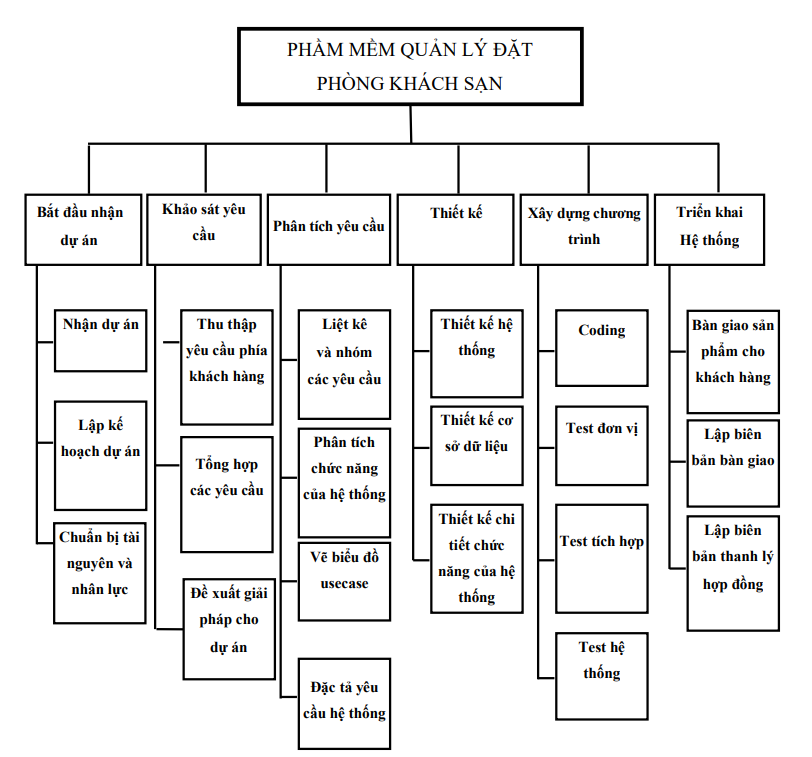 PHẦM MỀM QUẢN LÝ ĐẶT
PHÒNG KHÁCH SẠN
Bắt đầu nhận
dự án
Khảo sát yêu
cầu
Phân tích yêu cầu
Thiết kế
Xây dựng chương
trình
Triển khai
Hệ thống
Nhận dự án
Lập kế
hoạch dự án
Chuẩn bị tài
nguyên và
nhân lực
Thu thập
yêu cầu phía
khách hàng
Tổng hợp
các yêu cầu
Đề xuất giải
pháp cho
dự án
Liệt kê
và nhóm
các yêu cầu
Phân tích
chức năng
của hệ thống
Vẽ biểu đồ
usecase
Đặc tả yêu
cầu hệ thống
Thiết kế hệ
thống
Thiết kế cơ
sở dữ liệu
Thiết kế chi
tiết chức
năng của hệ
thống
Coding
Test đơn vị
Test tích hợp
Test hệ
thống
Bàn giao sản
phẩm cho
khách hàng
Lập biên
bản bàn giao
Lập biên
bản thanh lý
hợp đồng